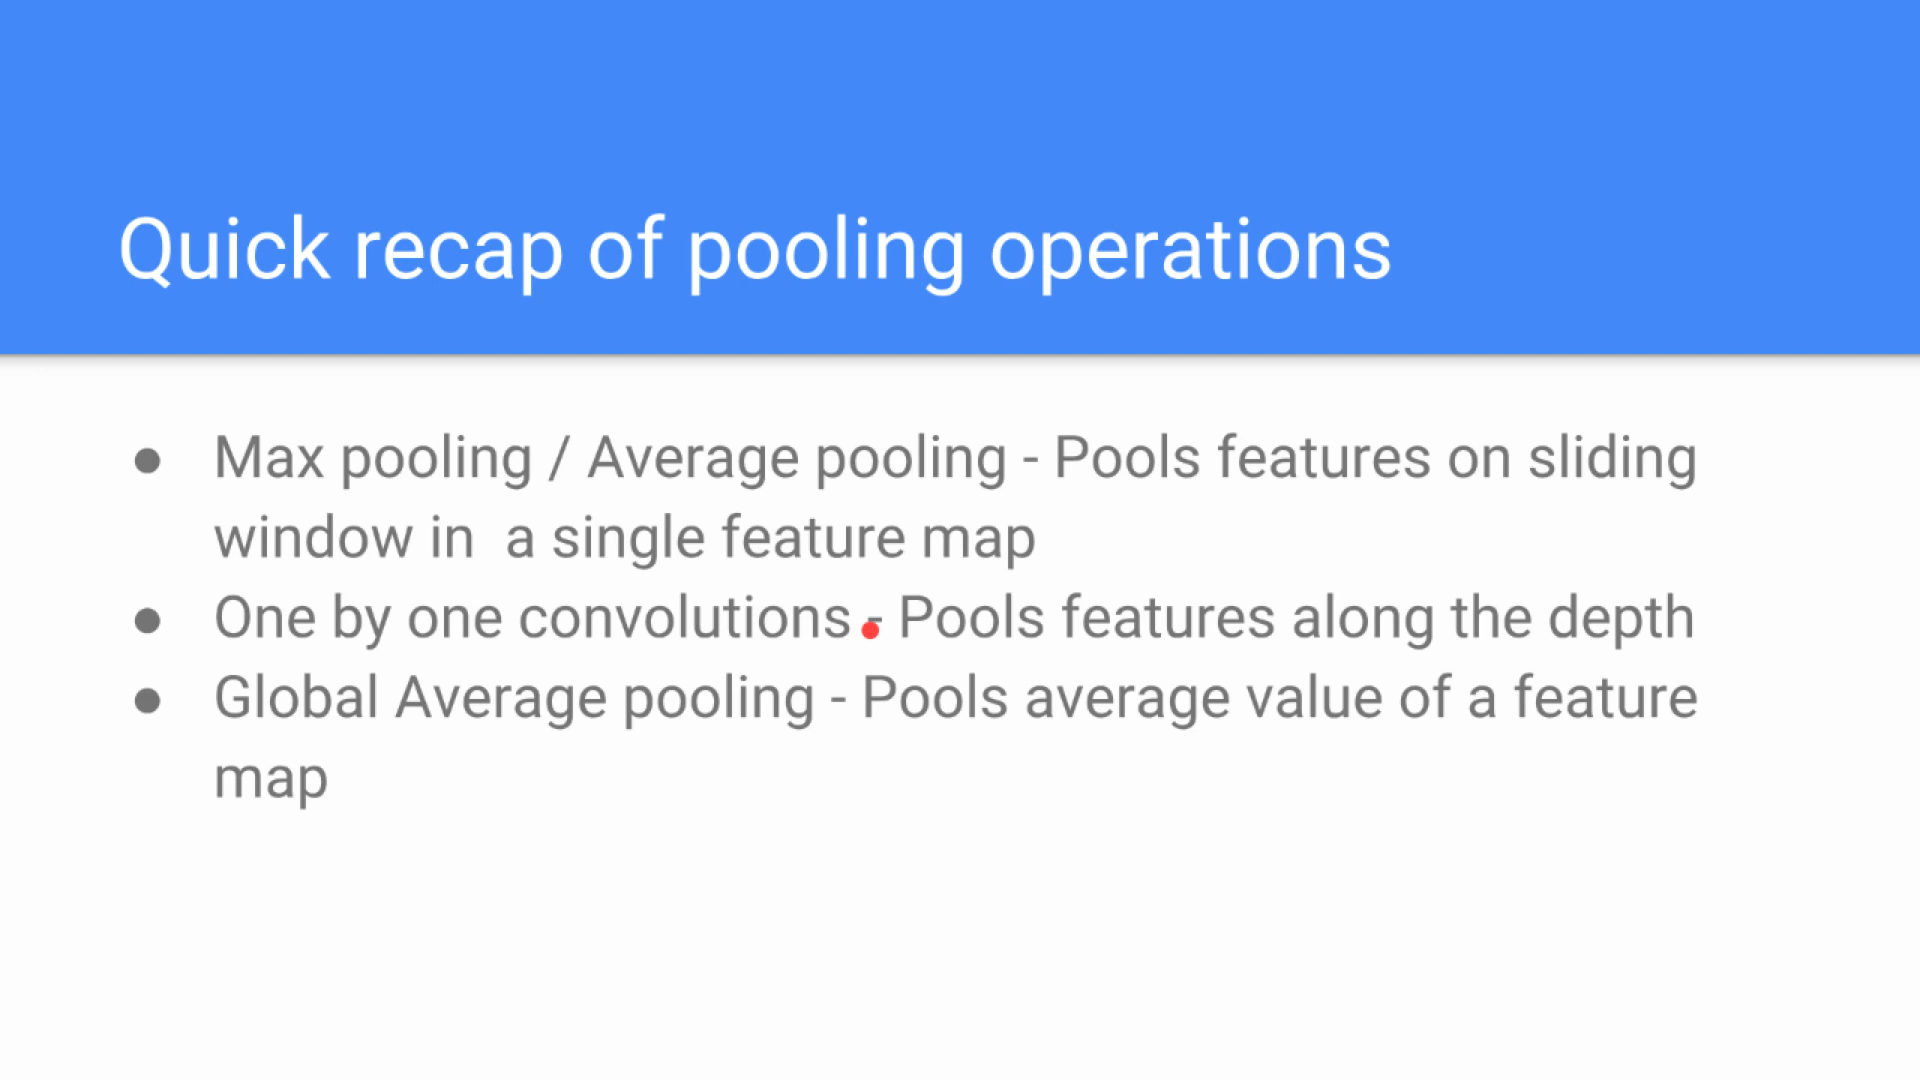 Quick recap of pooling operations
● Max pooling / Average pooling - Pools features on sliding
window in  a single feature map
● One by one convolutions - Pools features along the depth
● Global Average pooling - Pools average value of a feature
map